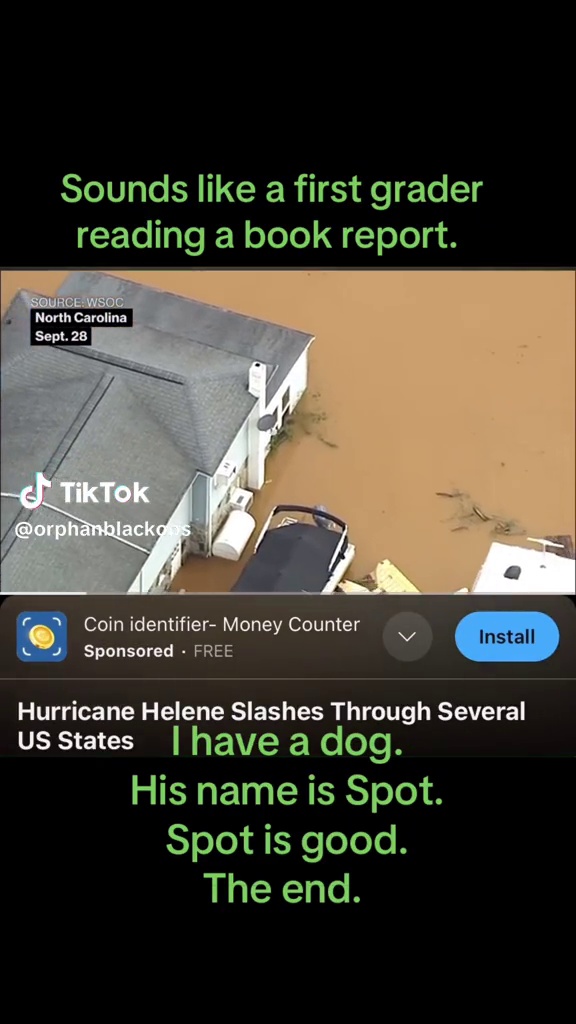 Sounds like a first grader
reading a book report.
SOURCE: WSOC
North Carolina
Sept. 28
TikTok
@orphanblackops
Coin identifier- Money Counter
Sponsored · FREE
Install
Hurricane Helene Slashes Through Several
US States
I have a dog.
His name is Spot.
Spot is good.
The end.